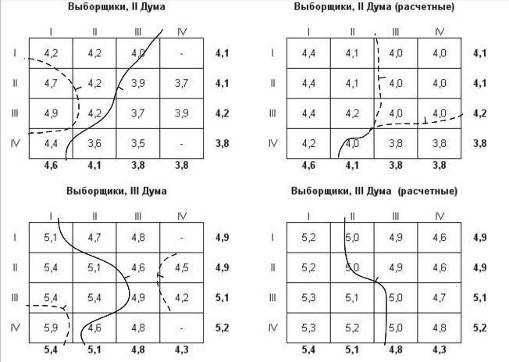 Выборщики, II Дума
I II III IV
I 4,2 4,2 4,0 - 4,1
II 4,7 4,2 3,9 3,7 4,1
III 4,9 4,2 3,7 3,9 4,2
IV 4,4 3,6 3,5 - 3,8
4,6 4,1 3,8 3,8
Выборщики, II Дума (расчетные)
I II III IV
I 4,4 4,1 4,0 4,0 4,1
II 4,4 4,1 4,0 4,0 4,1
III 4,4 4,2 4,0 4,0 4,2
IV 4,2 4,0 3,8 3,8 3,8
4,6 4,1 3,8 3,8
Выборщики, III Дума
I II III IV
I 5,1 4,7 4,8 - 4,9
II 5,4 5,1 4,6 4,5 4,9
III 5,4 5,4 4,9 4,2 5,1
IV 5,9 4,6 4,8 - 5,2
5,4 5,1 4,8 4,3
Выборщики, III Дума (расчетные)
I II III IV
I 5,2 5,0 4,9 4,6 4,9
II 5,2 5,0 4,9 4,6 4,9
III 5,3 5,1 5,0 4,7 5,1
IV 5,3 5,2 5,0 4,8 5,2
5,4 5,1 4,8 4,3